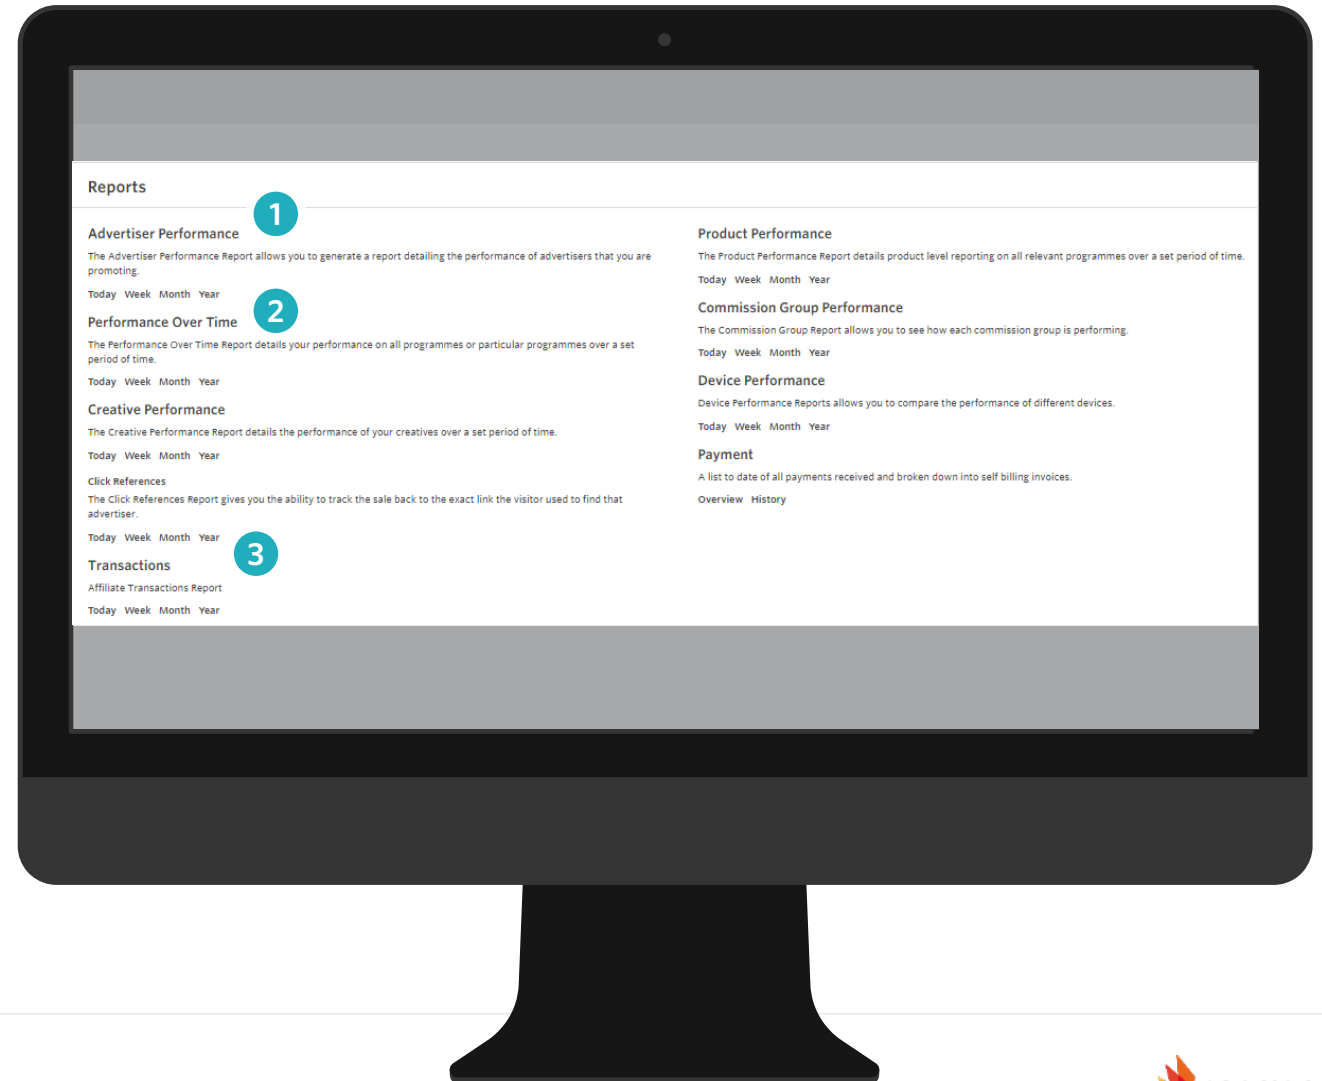 Reports
1
Advertiser Performance
The Advertiser Performance Report allows you to generate a report detailing the performance of advertisers that you are
promoting.
Today Week Month Year
2
Performance Over Time
The Performance Over Time Report details your performance on all programmes or particular programmes over a set
period of time.
Today Week Month Year
Creative Performance
The Creative Performance Report details the performance of your creatives over a set period of time.
Today Week Month Year
Click References
The Click References Report gives you the ability to track the sale back to the exact link the visitor used to find that
advertiser.
Today Week Month Year
3
Transactions
Affiliate Transactions Report
Today Week Month Year
Product Performance
The Product Performance Report details product level reporting on all relevant programmes over a set period of time.
Today Week Month Year
Commission Group Performance
The Commission Group Report allows you to see how each commission group is performing.
Today Week Month Year
Device Performance
Device Performance Reports allows you to compare the performance of different devices.
Today Week Month Year
Payment
A list to date of all payments received and broken down into self billing invoices.
Overview History